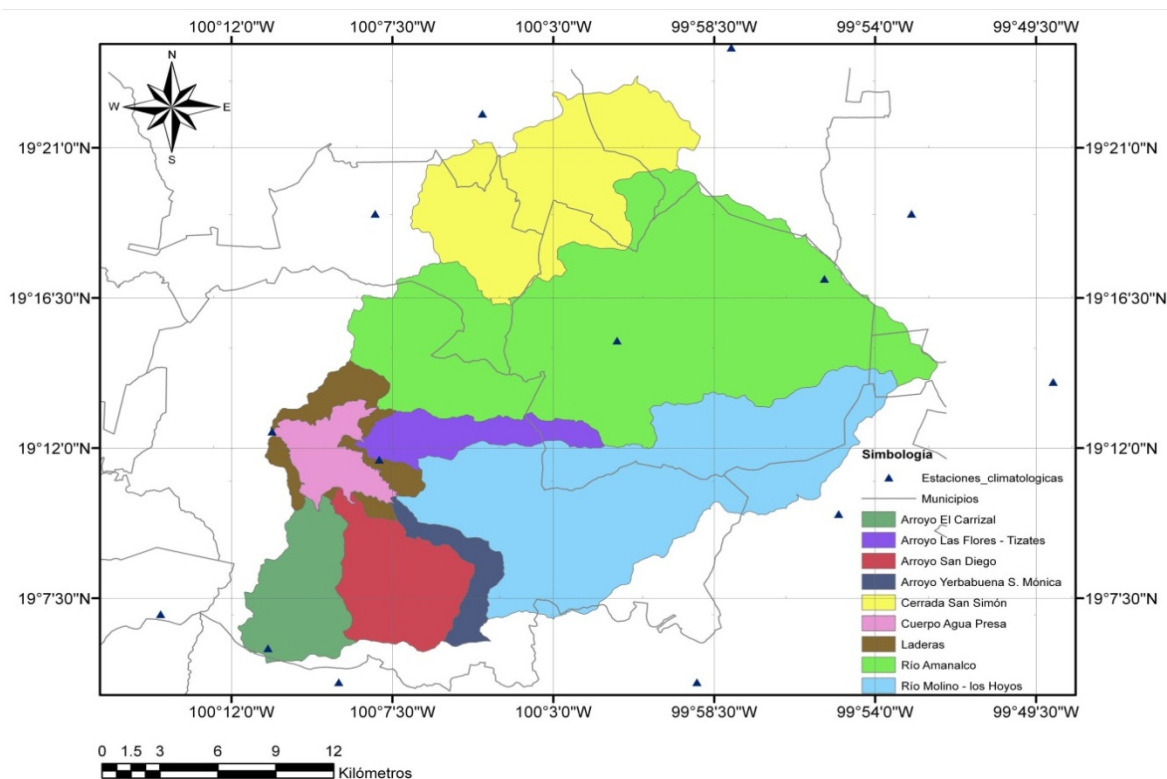 100°12'0"W 100°7'30"W 100°3'0"W 99°58'30"W 99°54'0"W 99°49'30"W
N
W E
S
19°21'0"N 19°21'0"N
19°16'30"N 19°16'30"N
19°12'0"N 19°12'0"N
Simbología
Estaciones_climatologicas
Municipios
Arroyo El Carrizal
Arroyo Las Flores - Tizates
Arroyo San Diego
Arroyo Yerbabuena S. Mónica
19°7'30"N 19°7'30"N
Cerrada San Simón
Cuerpo Agua Presa
Laderas
Río Amanalco
Río Molino - los Hoyos
100°12'0"W 100°7'30"W 100°3'0"W 99°58'30"W 99°54'0"W 99°49'30"W
0 1.5 3 6 9 12
Kilómetros